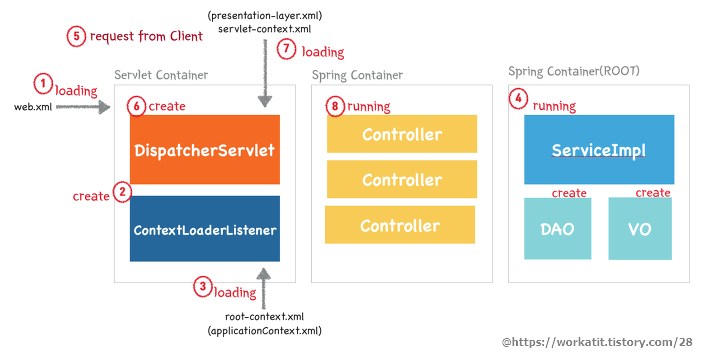 (presentation-layer.xml)
servlet-context.xml
5 request from Client
7 loading
1 loading
web.xml
Servlet Container
6 create
DispatcherServlet
create 2
ContextLoaderListener
3 loading
root-context.xml
(applicationContext.xml)
Spring Container
8 running
Controller
Controller
Controller
Spring Container(ROOT)
4 running
ServiceImpl
create create
DAO VO
@https://workatit.tistory.com/28